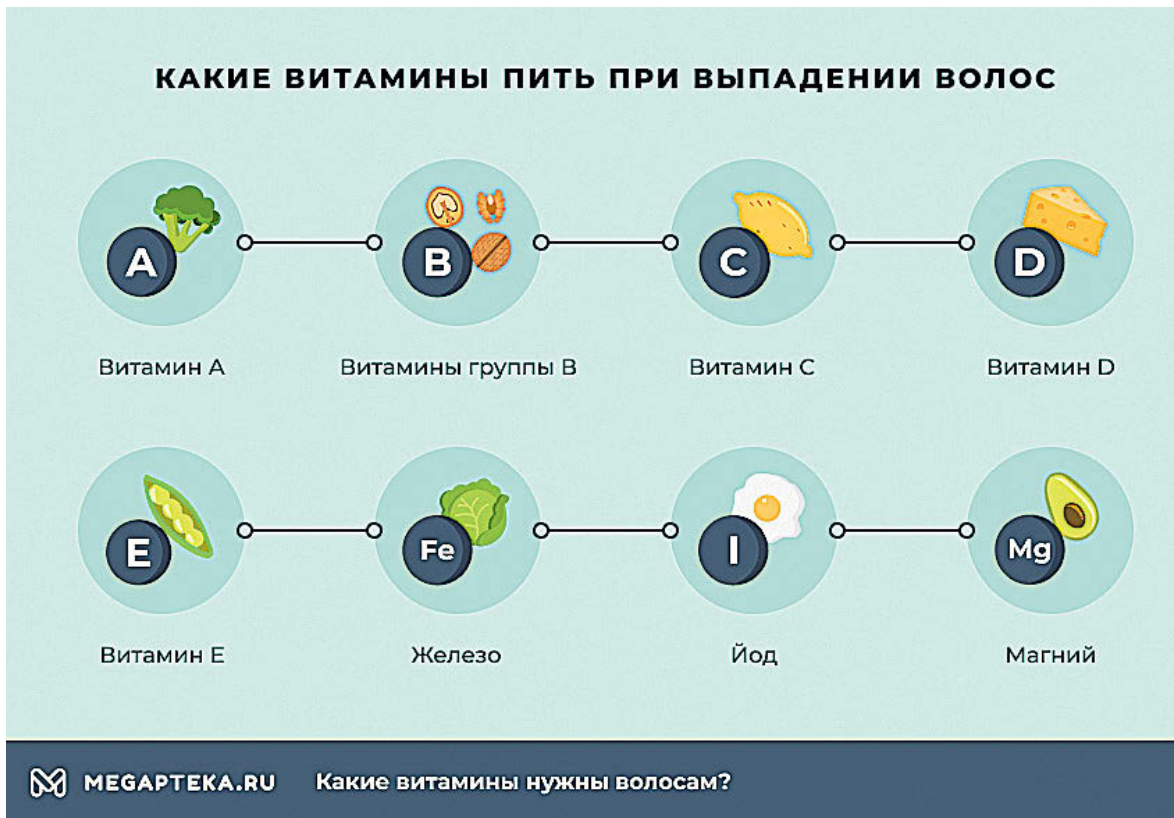 КАКИЕ ВИТАМИНЫ ПИТЬ ПРИ ВЫПАДЕНИИ ВОЛОС
A B C D
Витамин А Витамины группы В Витамин С Витамин D
E Fe I Mg
Витамин Е Железо Йод Магний
MEGAPTEKA.RU Какие витамины нужны волосам?